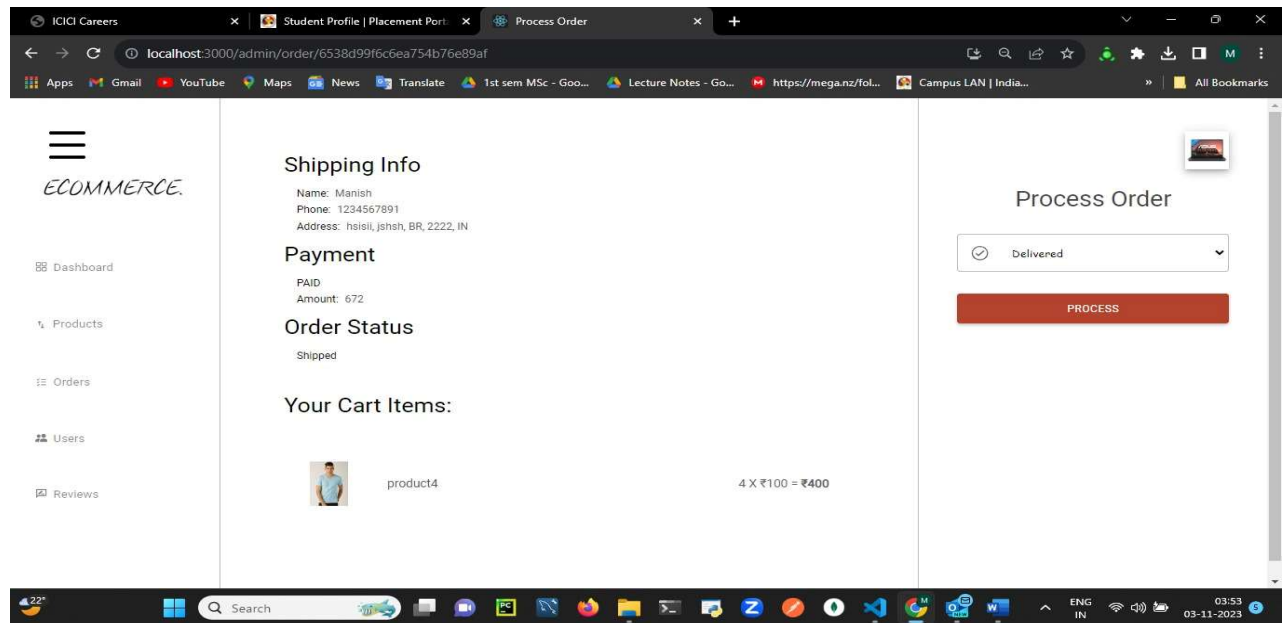 ICICI Careers
Student Profile | Placement Port
Process Order
localhost:3000/admin/order/6538d99f6c6ea754b76e89af
M
Apps
Gmail
YouTube
Maps
News
Translate
1st sem MSc - Goo...
Lecture Notes - Go...
https://mega.nz/fol...
Campus LAN | India...
»
All Bookmarks
ECOMMERCE.
Dashboard
Products
Orders
Users
Reviews
Shipping Info
Name: Manish
Phone: 1234567891
Address: hsisii, jshsh, BR, 2222, IN
Payment
PAID
Amount: 672
Order Status
Shipped
Your Cart Items:
product4
4 X ₹100 = ₹400
Process Order
Delivered
PROCESS
22°
Search
ENG
IN
03:53
03-11-2023
5